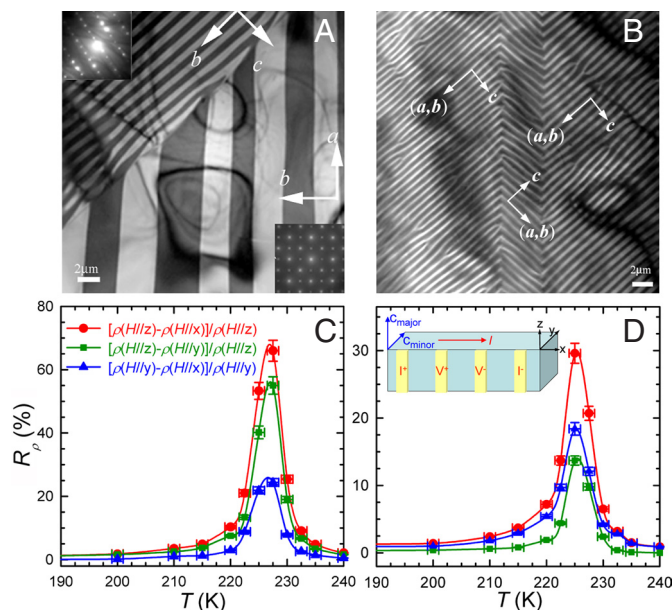 A
b
c
a
b
2μm
B
(a,b)
c
(a,b)
c
c
(a,b)
2μm
C
[ρ(H//z)-ρ(H//x)]/ρ(H//z)
[ρ(H//z)-ρ(H//y)]/ρ(H//z)
[ρ(H//y)-ρ(H//x)]/ρ(H//y)
80
60
40
20
0
Rρ (%)
190 200 210 220 230 240
T (K)
D
Cmajor
Cminor
I
z
y
x
I+ V+ V- I-
30
20
10
0
190 200 210 220 230 240
T (K)